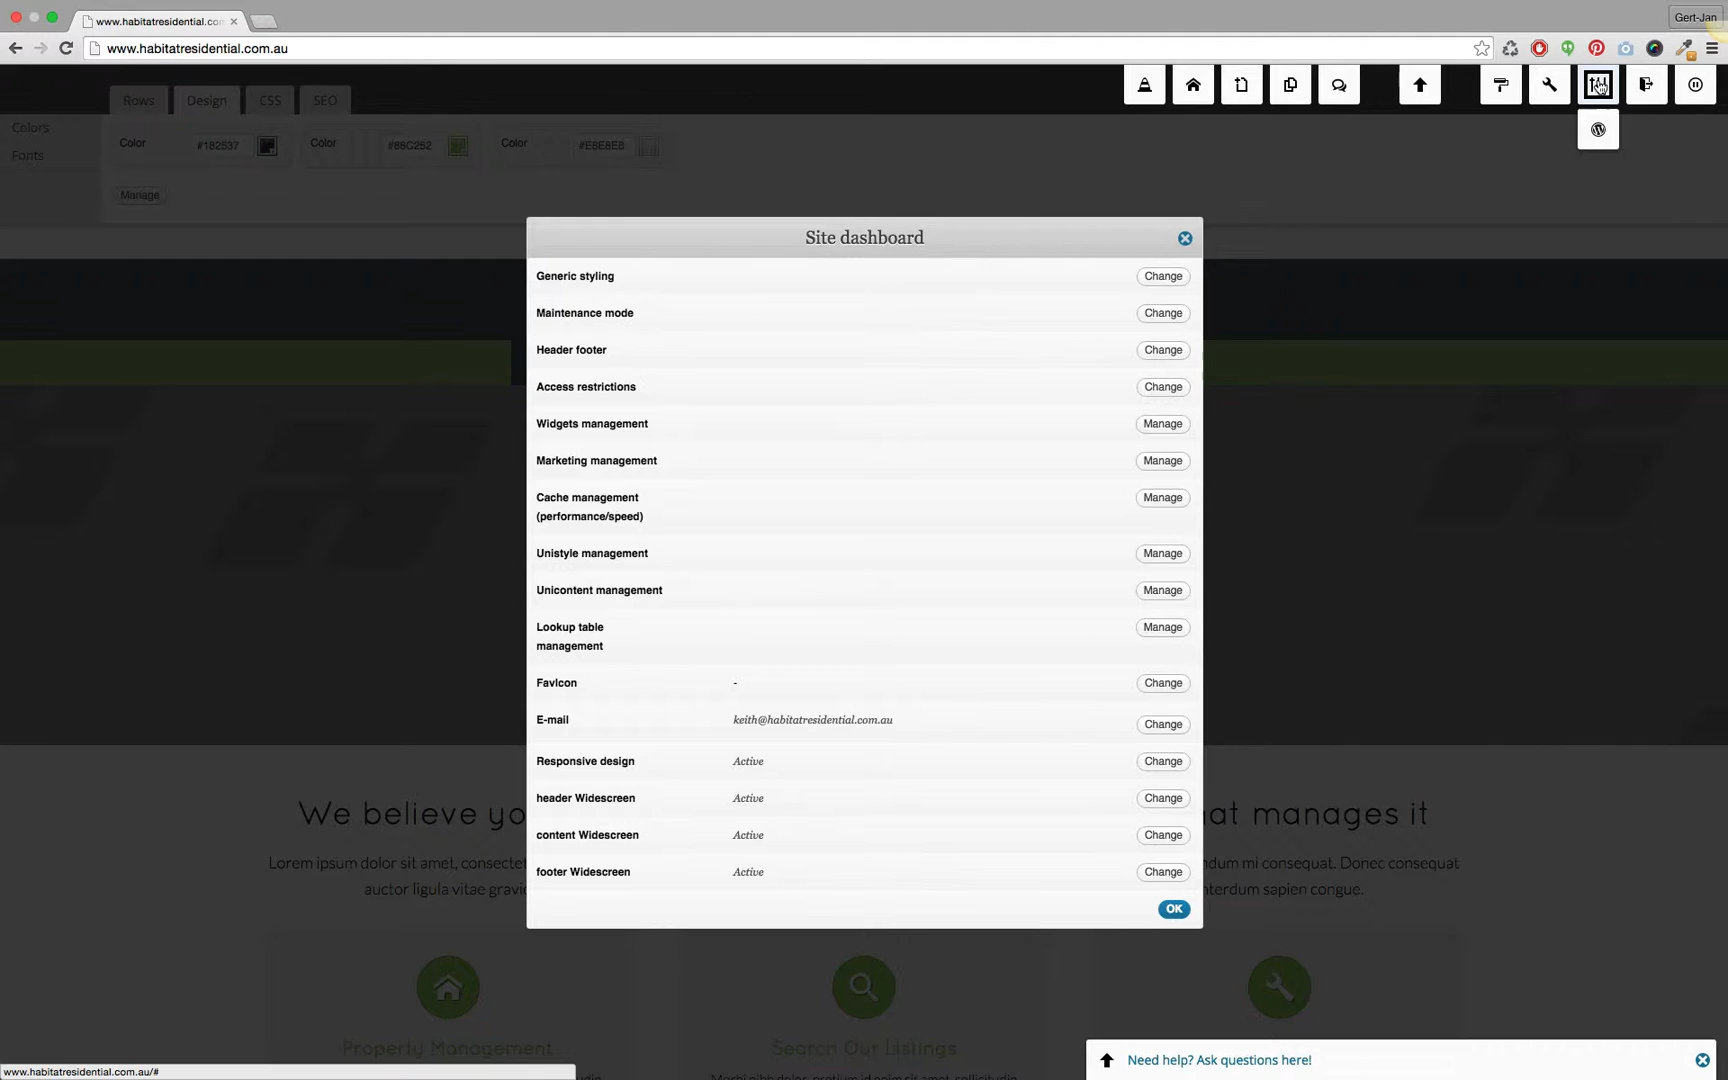 www.habitatresidential.co
Gert-Jan
www.habitatresidential.com.au
Rows Design CSS SEO
Colors
Fonts
Color #182537 Color #88C252 Color #E8E8E8
Manage
Site dashboard
Generic styling Change
Maintenance mode Change
Header footer Change
Access restrictions Change
Widgets management Manage
Marketing management Manage
Cache management Manage
(performance/speed)
Unistyle management Manage
Unicontent management Manage
Lookup table Manage
management
FavIcon - Change
E-mail keith@habitatresidential.com.au Change
Responsive design Active Change
header Widescreen Active Change
content Widescreen Active Change
footer Widescreen Active Change
OK
We believe yo hat manages it
Lorem ipsum dolor sit amet, consectet ndum mi consequat. Donec consequat
auctor ligula vitae gravid nterdum sapien congue.
Property Management... Search Our Listings
Need help? Ask questions here!
www.habitatresidential.com.au/#